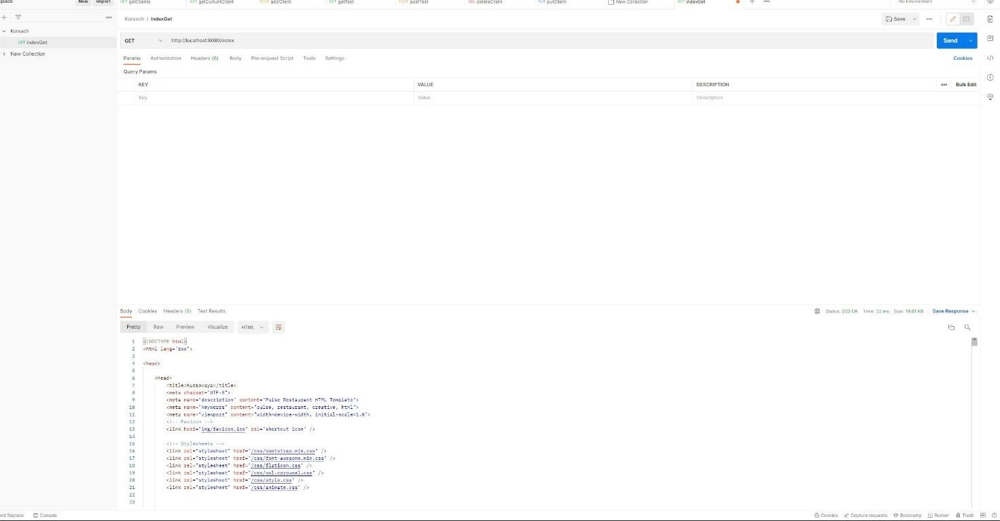 space New Import GET getClients GET getCurruntClient POST addClient GET getTest POST postTest DEL deleteClient PUT putClient New Collection GET indexGet No Environment
Kursach / indexGet Save
Kursach
GET indexGet
New Collection
GET http://localhost:8080/index Send
Params Authorization Headers (6) Body Pre-request Script Tests Settings Cookies
Query Params
KEY VALUE DESCRIPTION Bulk Edit
Key Value Description
Body Cookies Headers (6) Test Results Status: 200 OK Time: 22 ms Size: 19.81 KB Save Response
Pretty Raw Preview Visualize HTML
1 <!DOCTYPE html>
2 <html lang="zxx">
3
4 <head>
5
6 <head>
7 <title>Kursovaya</title>
8 <meta charset="UTF-8">
9 <meta name="description" content="Pulse Restaurant HTML Template">
10 <meta name="keywords" content="pulse, restaurant, creative, html">
11 <meta name="viewport" content="width=device-width, initial-scale=1.0">
12 <!-- Favicon -->
13 <link href="img/favicon.ico" rel="shortcut icon" />
14
15 <!-- Stylesheets -->
16 <link rel="stylesheet" href="/css/bootstrap.min.css" />
17 <link rel="stylesheet" href="/css/font-awesome.min.css" />
18 <link rel="stylesheet" href="/css/flaticon.css" />
19 <link rel="stylesheet" href="/css/owl.carousel.css" />
20 <link rel="stylesheet" href="/css/style.css" />
21 <link rel="stylesheet" href="/css/animate.css" />
22
23
nd Replace Console Cookies Capture requests Bootcamp Runner Trash